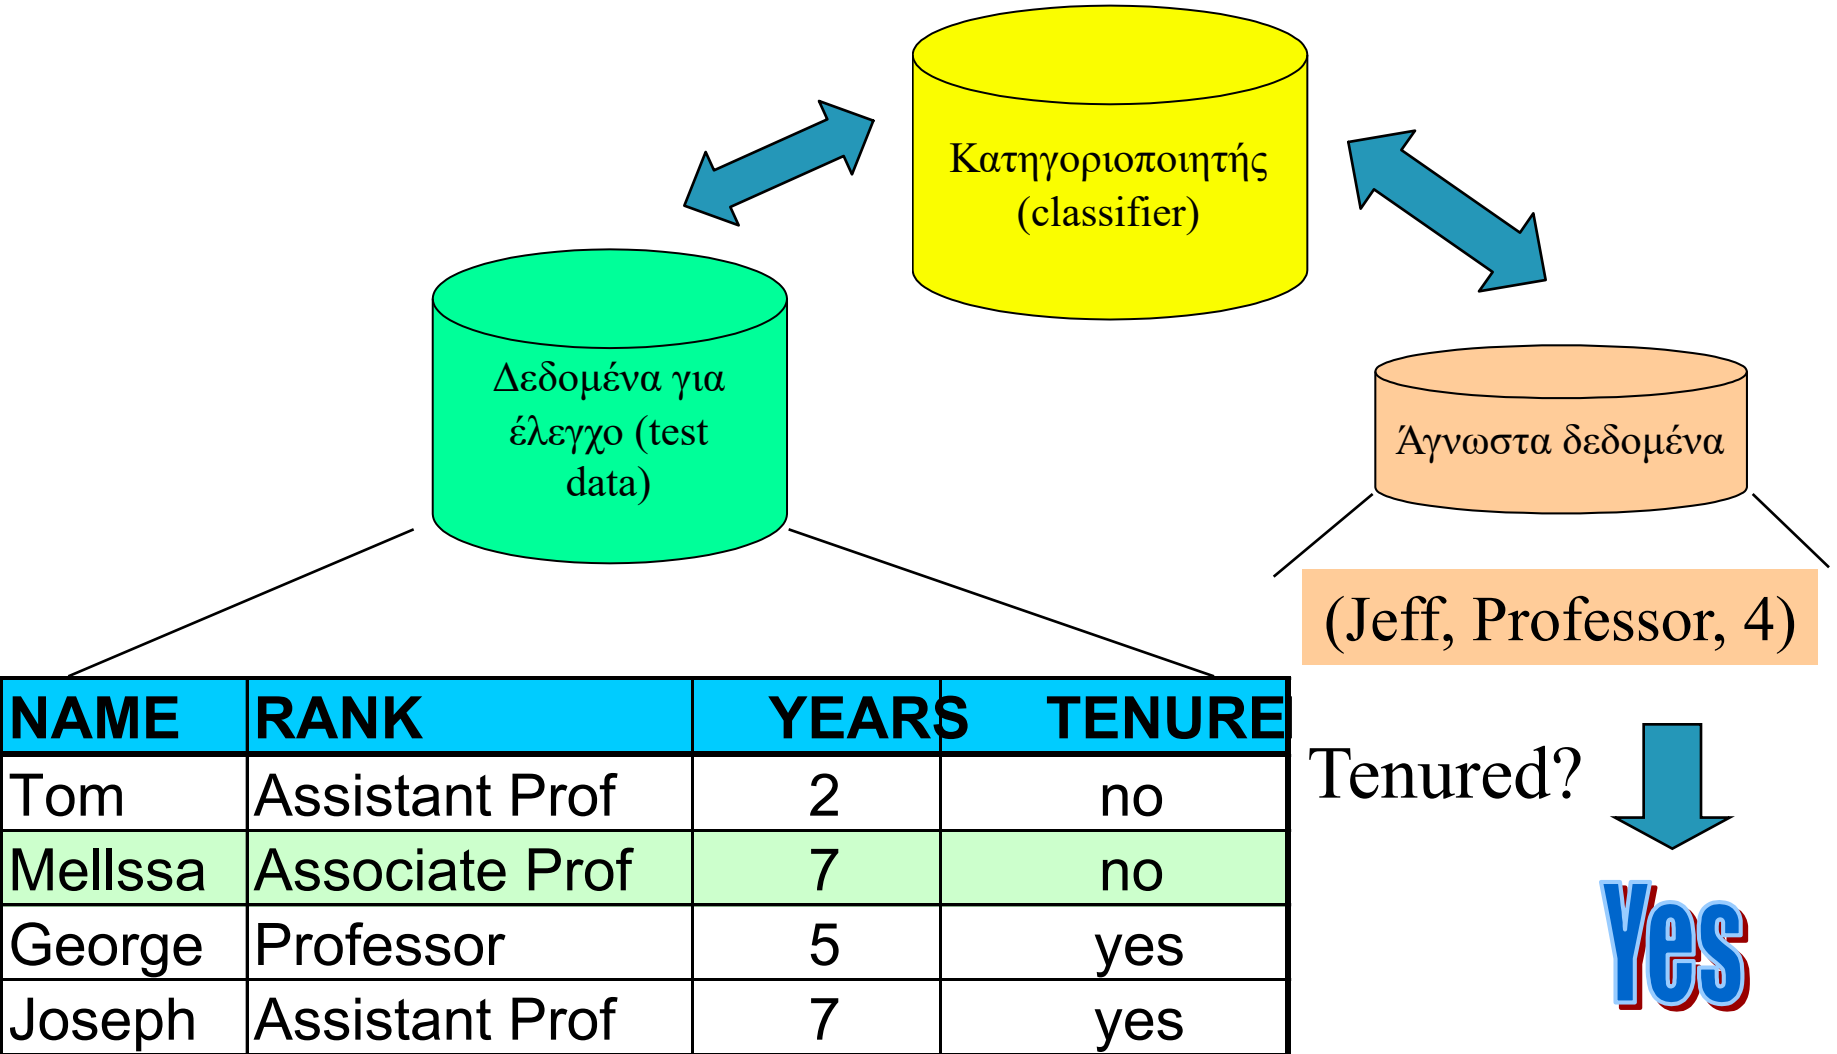 Κατηγοριοποιητής
(classifier)
Δεδομένα για
έλεγχο (test
data)
Άγνωστα δεδομένα
(Jeff, Professor, 4)
NAME RANK YEARS TENURE
Tom Assistant Prof 2 no
Mellssa Associate Prof 7 no
George Professor 5 yes
Joseph Assistant Prof 7 yes
Tenured?
Yes